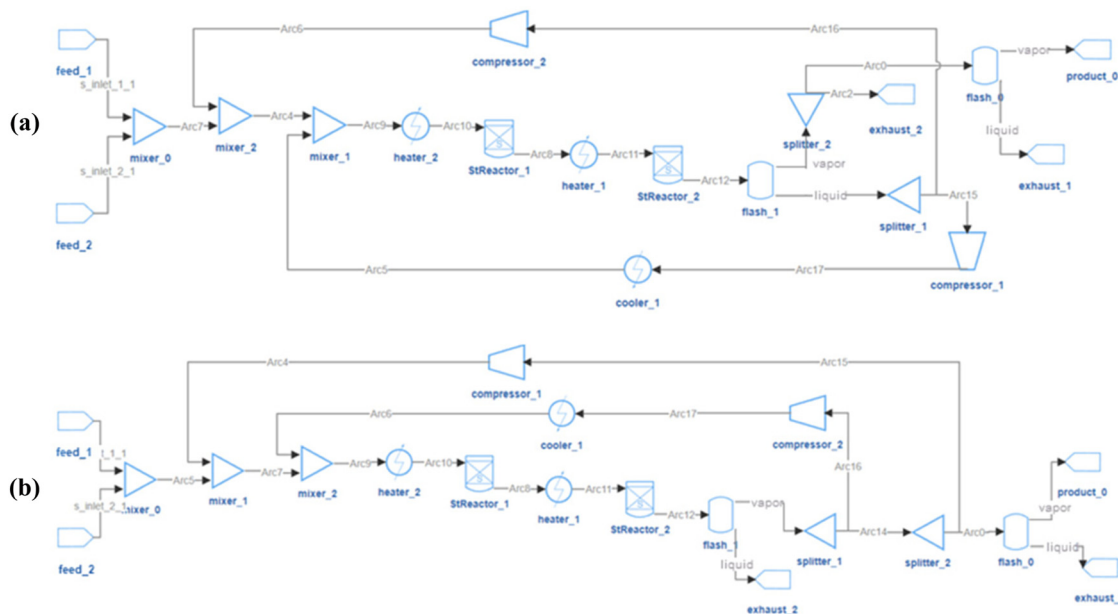 (a)
feed_1
s_inlet_1_1
s_inlet_2_1
feed_2
mixer_0
Arc7
mixer_2
Arc6
compressor_2
Arc16
Arc4
mixer_1
Arc9
heater_2
Arc10
StReactor_1
Arc8
heater_1
Arc11
StReactor_2
Arc12
flash_1
vapor
liquid
splitter_2
Arc0
Arc2
exhaust_2
flash_0
vapor
product_0
liquid
exhaust_1
splitter_1
Arc15
compressor_1
Arc17
cooler_1
Arc5
(b)
feed_1
t_1_1
s_inlet_2_1
feed_2
mixer_0
Arc5
mixer_1
Arc4
compressor_1
Arc15
Arc7
mixer_2
Arc6
cooler_1
Arc17
compressor_2
Arc16
Arc9
heater_2
Arc10
StReactor_1
Arc8
heater_1
Arc11
StReactor_2
Arc12
flash_1
vapor
liquid
exhaust_2
splitter_1
Arc14
splitter_2
Arc0
flash_0
vapor
product_0
liquid
exhaust_